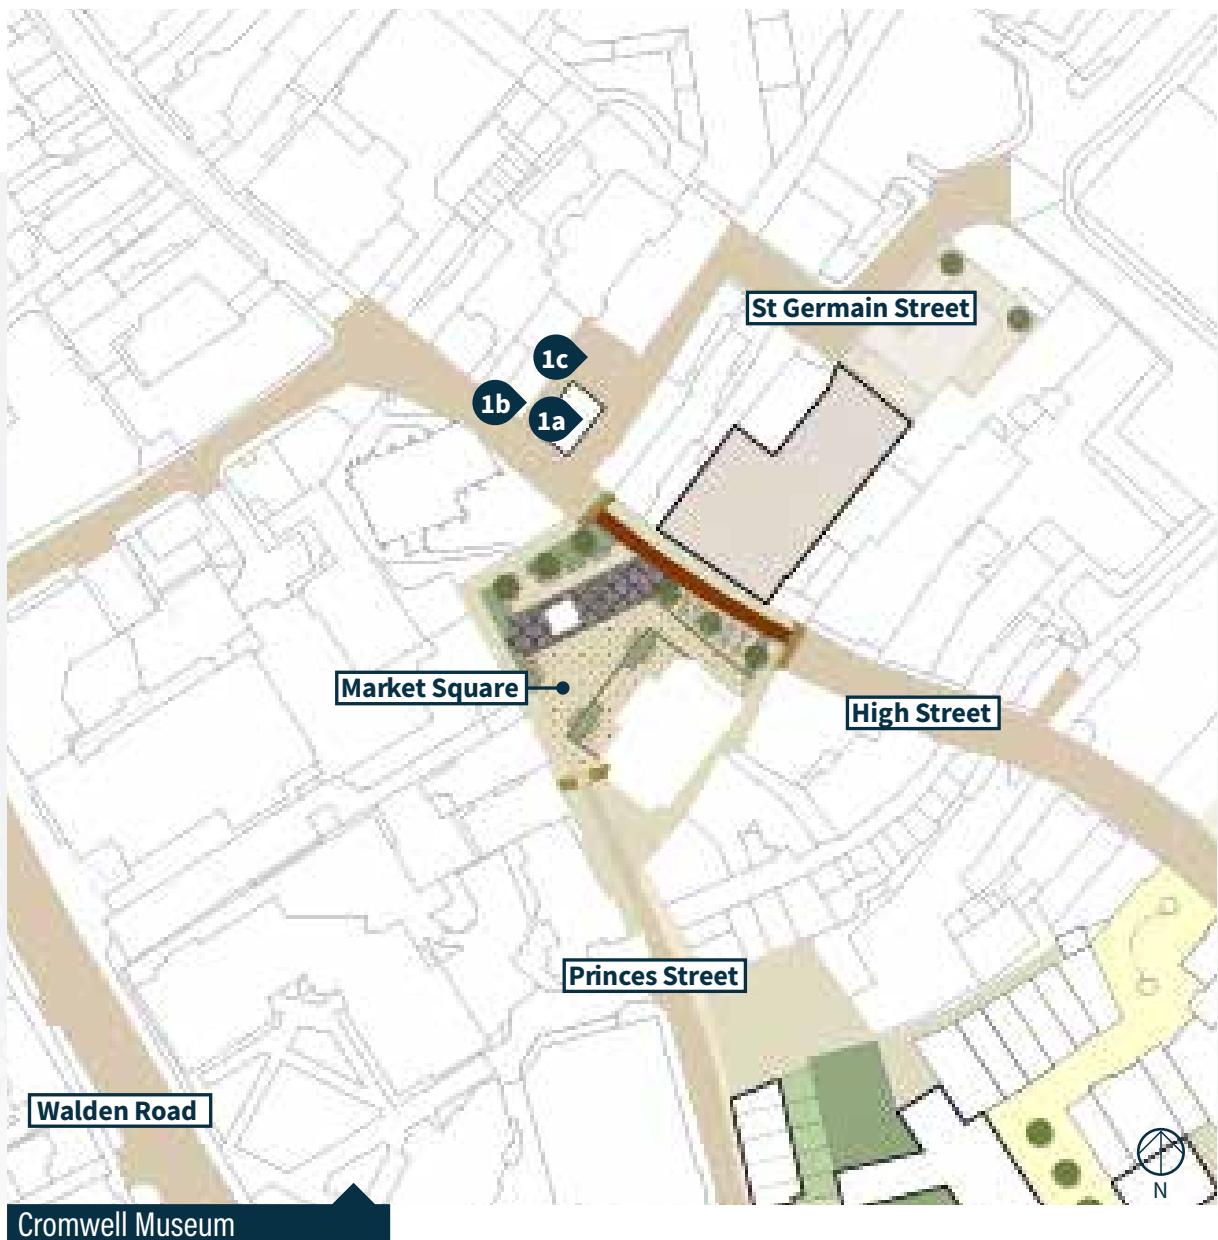 St Germain Street
1c
1b
1a
Market Square
High Street
Princes Street
Walden Road
N
Cromwell Museum